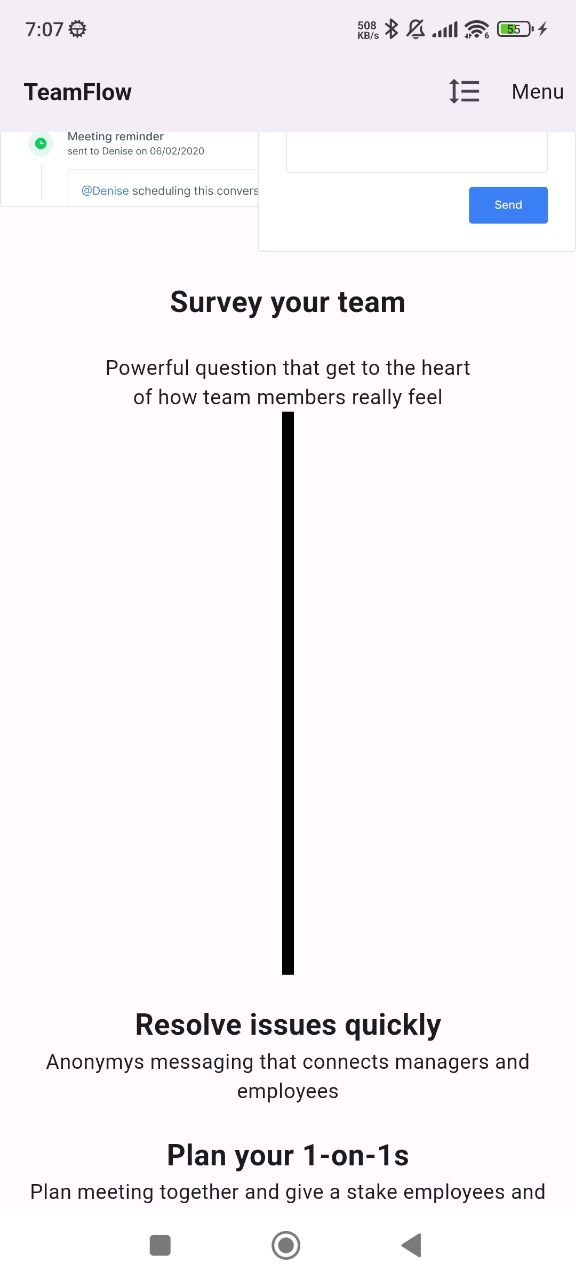 7:07
508
KB/s
6
55
TeamFlow
Menu
Meeting reminder
sent to Denise on 06/02/2020
@Denise scheduling this convers
Send
Survey your team
Powerful question that get to the heart
of how team members really feel
Resolve issues quickly
Anonymys messaging that connects managers and
employees
Plan your 1-on-1s
Plan meeting together and give a stake employees and